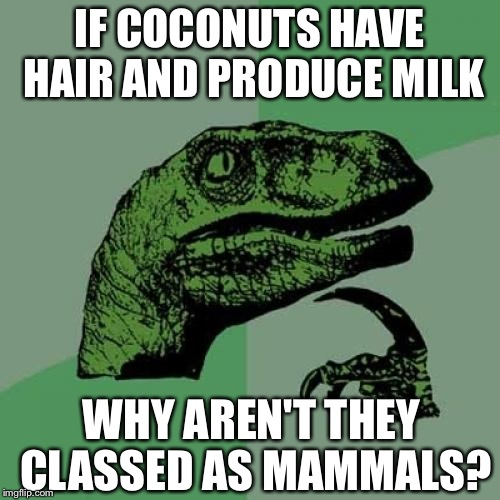 IF COCONUTS HAVE
HAIR AND PRODUCE MILK
WHY AREN'T THEY
CLASSED AS MAMMALS?
imgflip.com